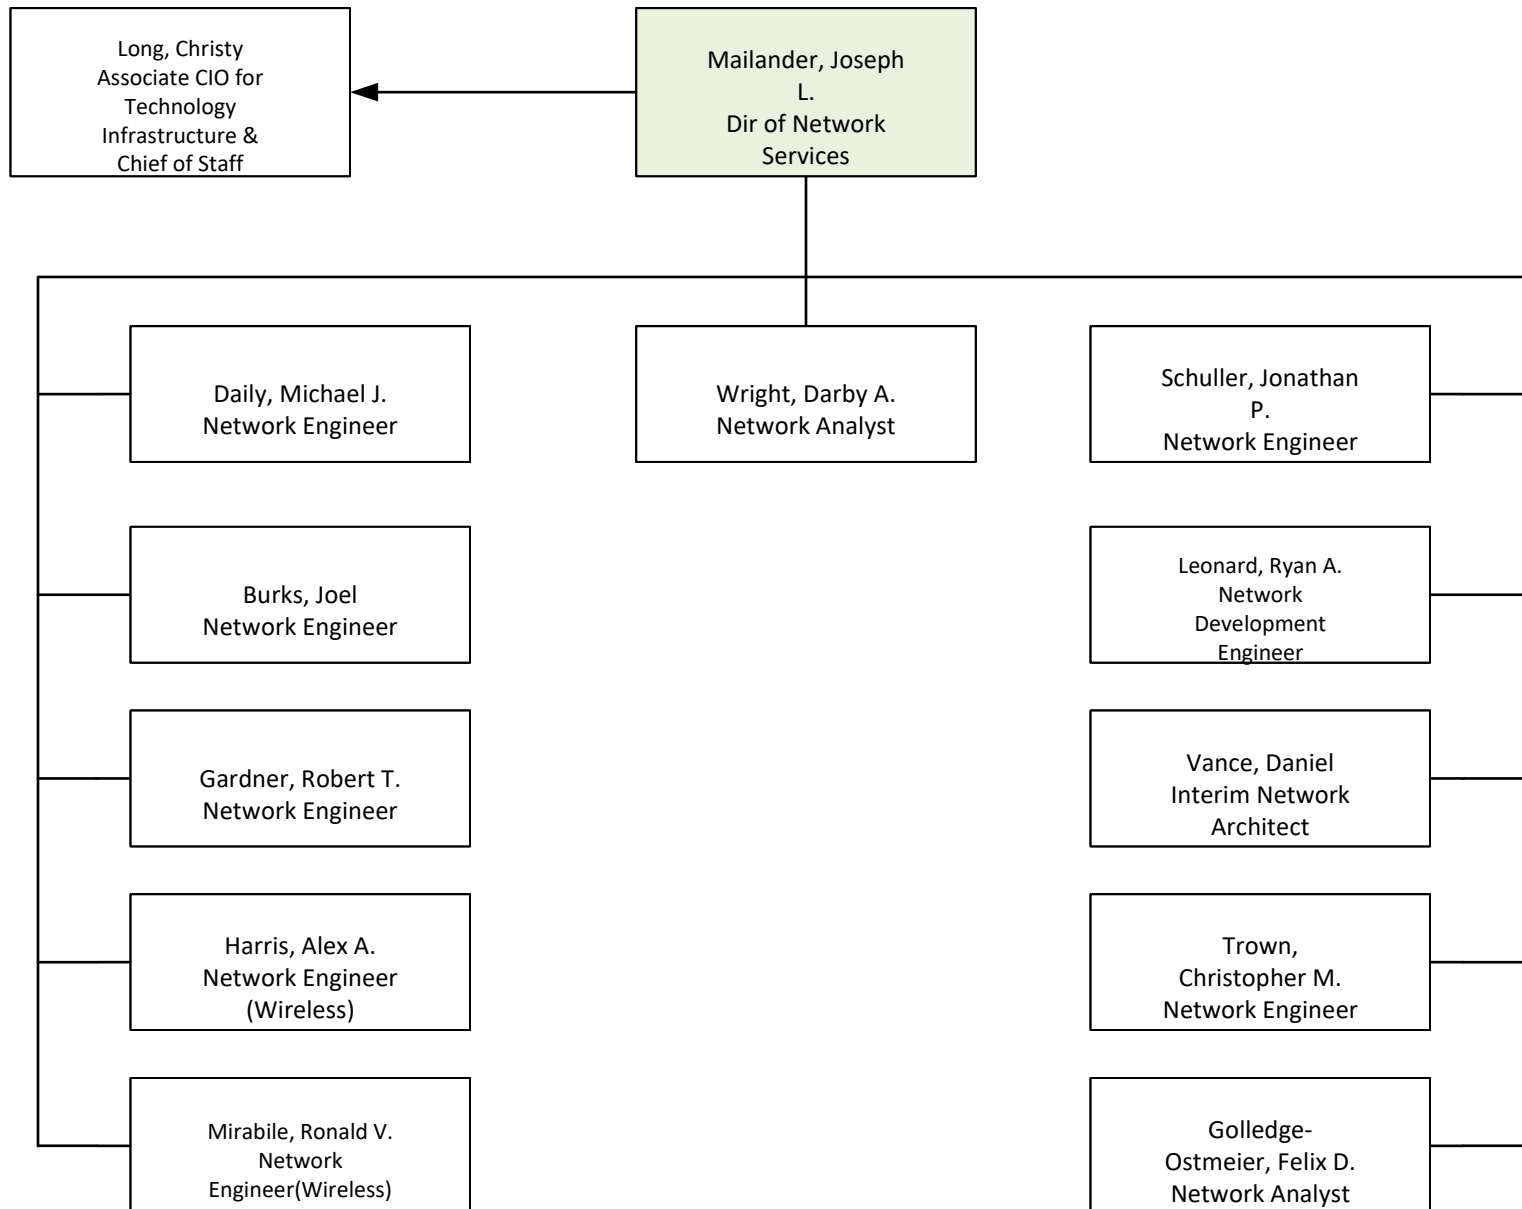 Long, Christy
Associate CIO for
Technology
Infrastructure &
Chief of Staff
Mailander, Joseph
L.
Dir of Network
Services
Daily, Michael J.
Network Engineer
Wright, Darby A.
Network Analyst
Schuller, Jonathan
P.
Network Engineer
Burks, Joel
Network Engineer
Leonard, Ryan A.
Network
Development
Engineer
Gardner, Robert T.
Network Engineer
Vance, Daniel
Interim Network
Architect
Harris, Alex A.
Network Engineer
(Wireless)
Trown,
Christopher M.
Network Engineer
Mirabile, Ronald V.
Network
Engineer(Wireless)
Golledge-
Ostmeier, Felix D.
Network Analyst